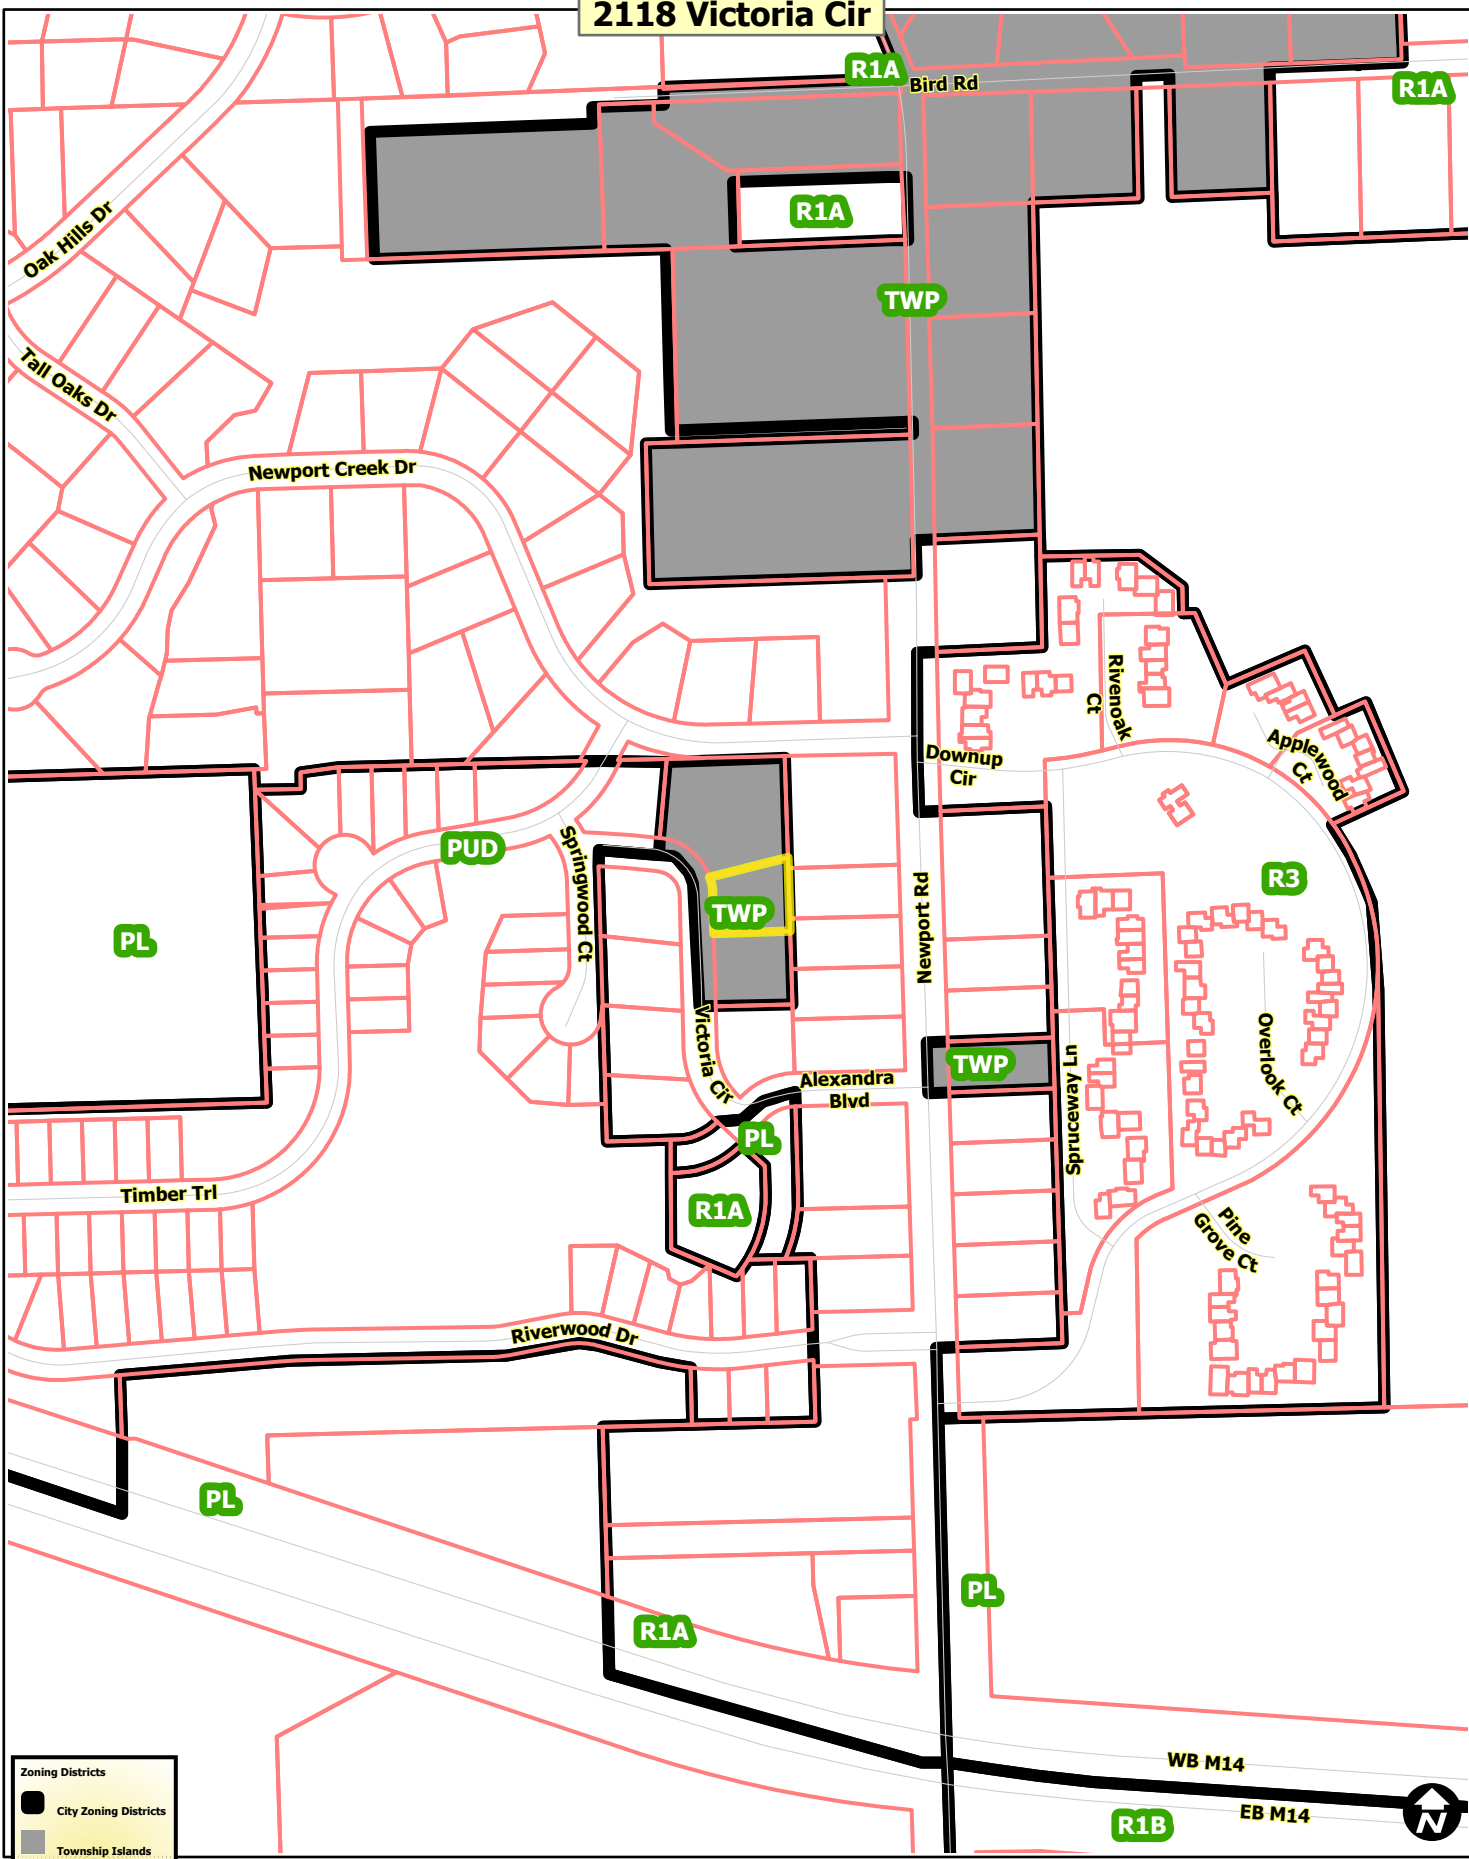 2118 Victoria Cir
R1A
Bird Rd
R1A
R1A
Oak Hills Dr
TWP
Tall Oaks Dr
Newport Creek Dr
Rivenoak
Ct
Downup
Cir
Applewood
Ct
PUD
Springwood Ct
R3
TWP
Newport Rd
PL
Victoria Cir
Overlook Ct
Spruceway Ln
TWP
Alexandra
Blvd
PL
Timber Trl
R1A
Pine
Grove Ct
Riverwood Dr
PL
PL
R1A
WB M14
EB M14
R1B
N
Zoning Districts
City Zoning Districts
Township Islands